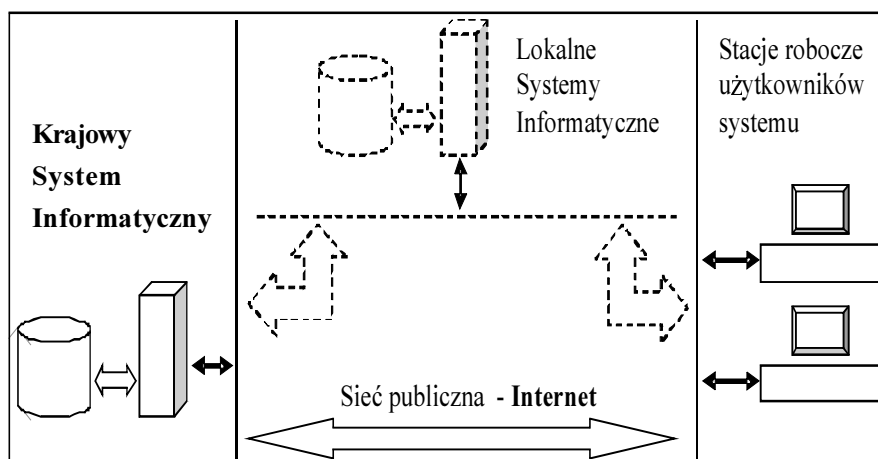 Krajowy
System
Informatyczny
Lokalne
Systemy
Informatyczne
Stacje robocze
użytkowników
systemu
Sieć publiczna - Internet